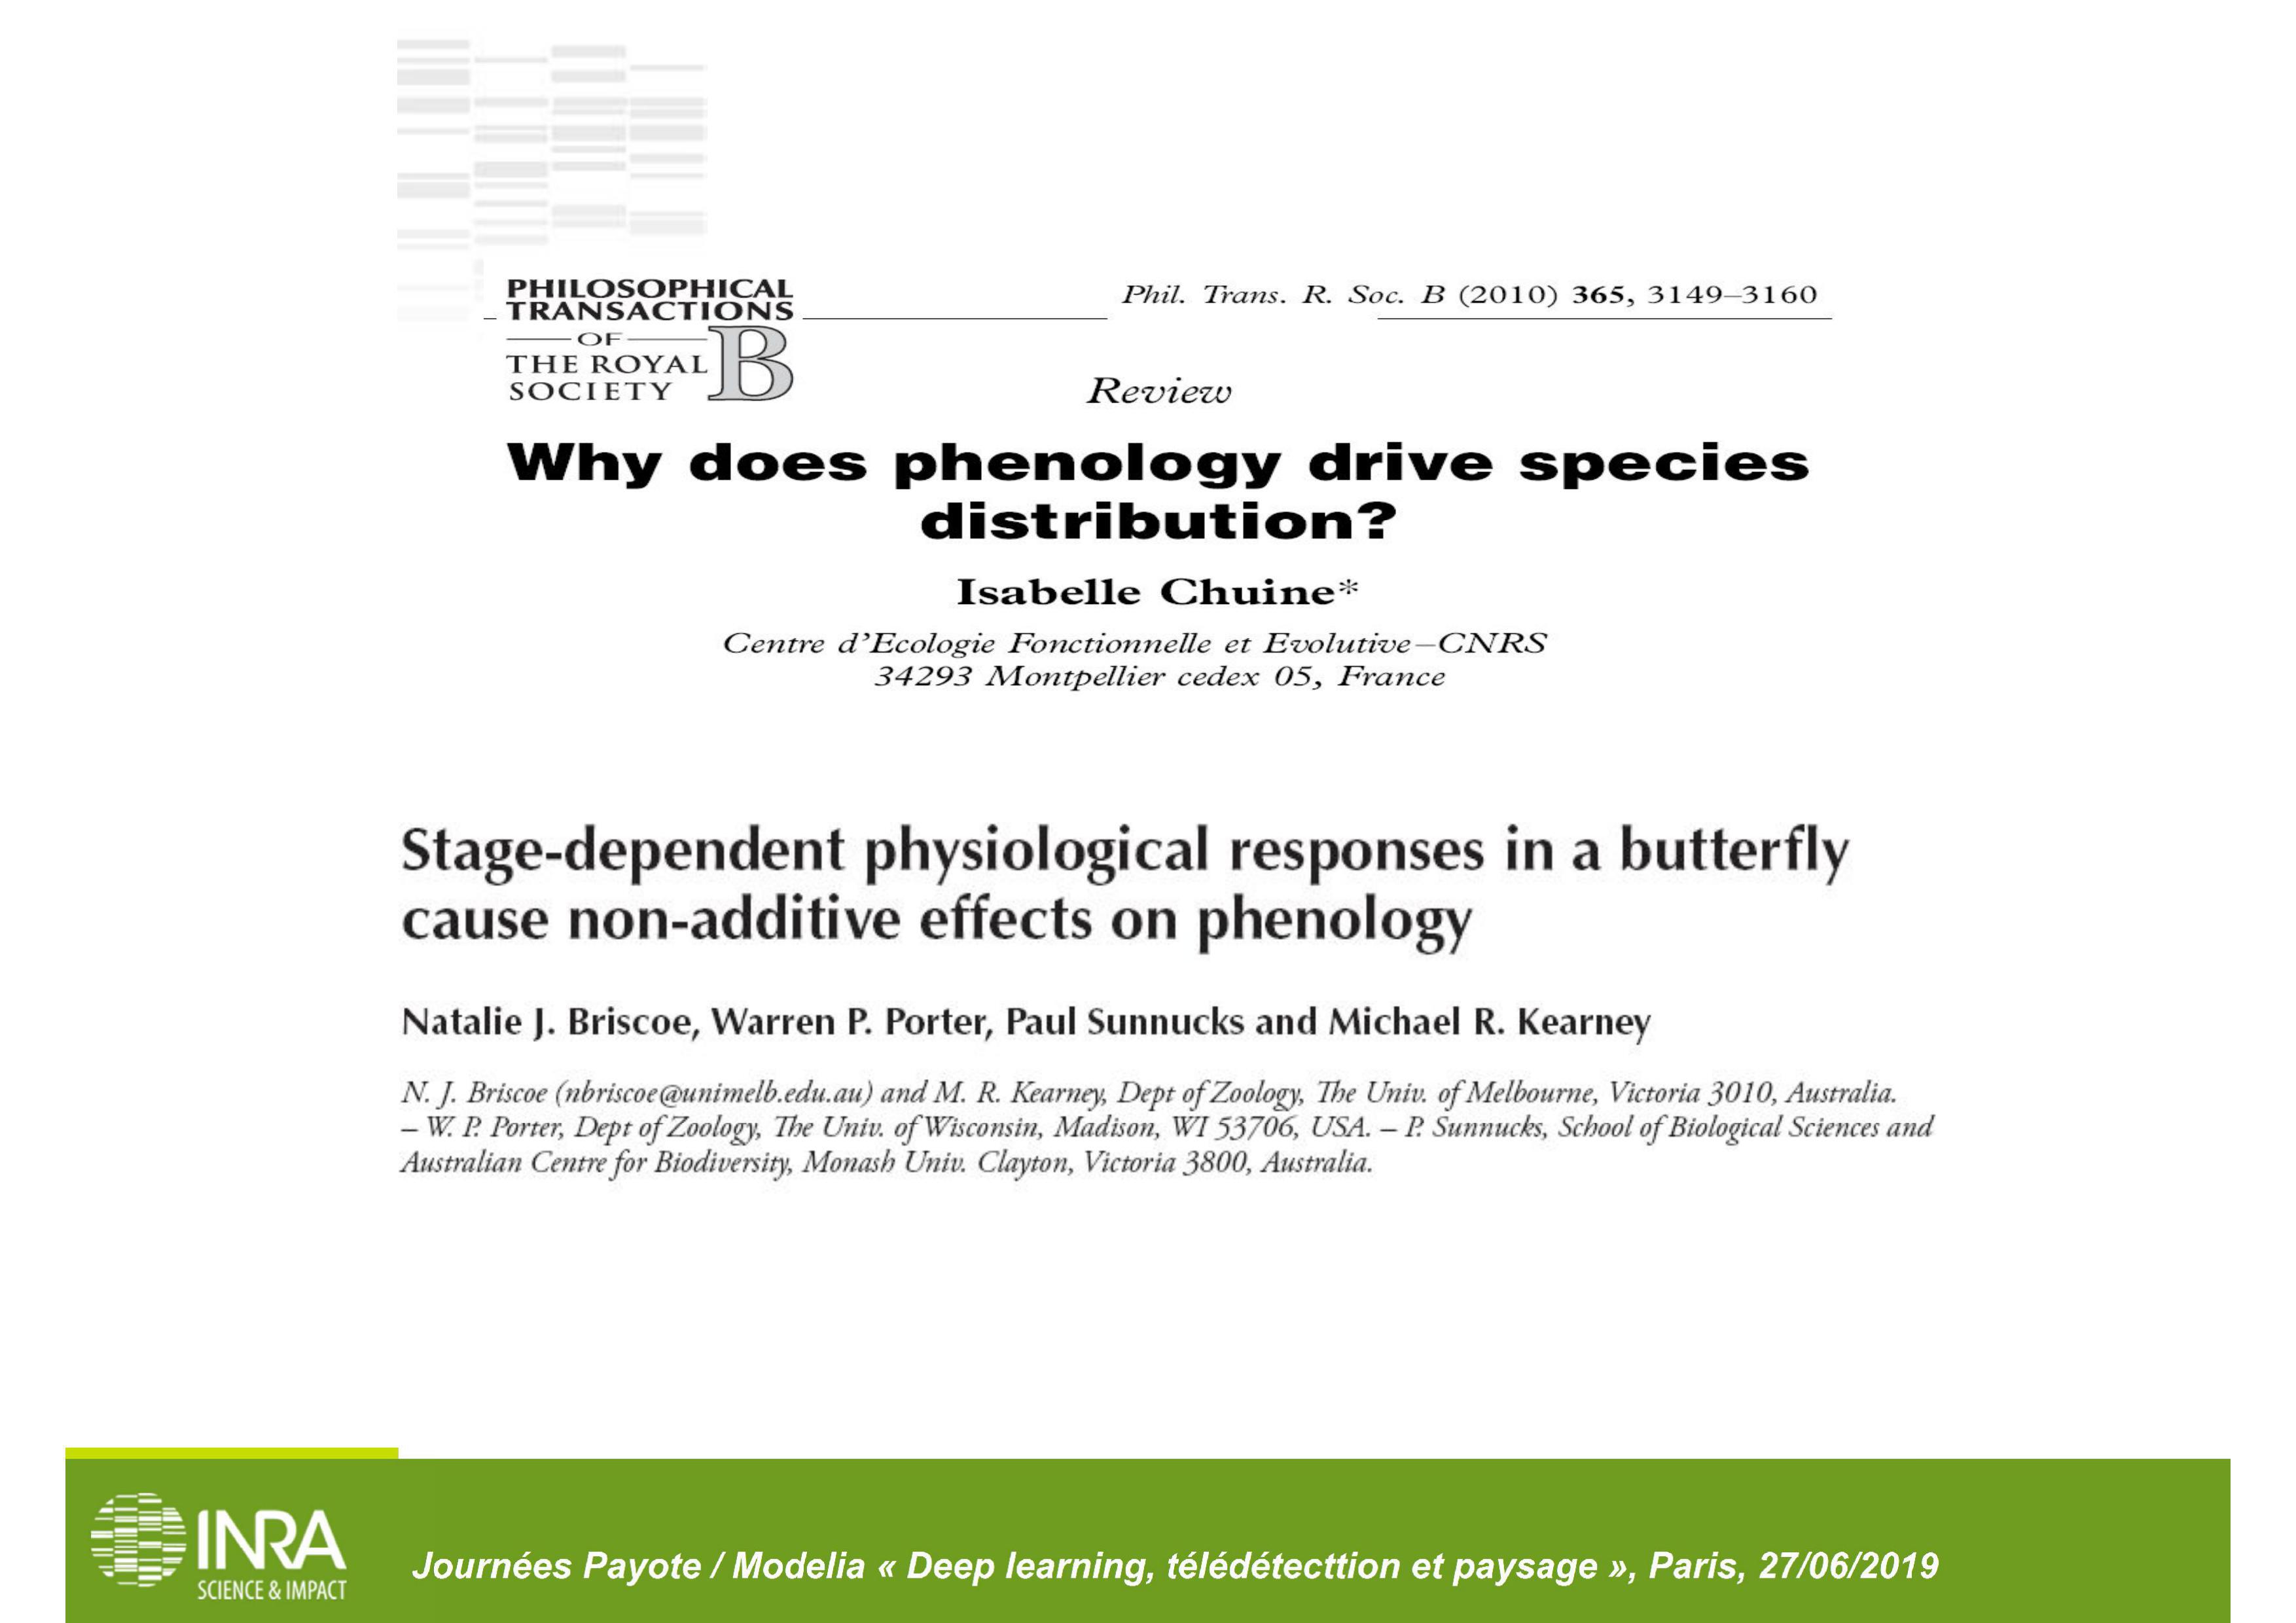 PHILOSOPHICAL
TRANSACTIONS
OF
THE ROYAL
SOCIETY
B
Phil. Trans. R. Soc. B (2010) 365, 3149–3160
Review
Why does phenology drive species
distribution?
Isabelle Chuine*
Centre d’Ecologie Fonctionnelle et Evolutive–CNRS
34293 Montpellier cedex 05, France
Stage-dependent physiological responses in a butterfly
cause non-additive effects on phenology
Natalie J. Briscoe, Warren P. Porter, Paul Sunnucks and Michael R. Kearney
N. J. Briscoe (nbriscoe@unimelb.edu.au) and M. R. Kearney, Dept of Zoology, The Univ. of Melbourne, Victoria 3010, Australia.
– W. P. Porter, Dept of Zoology, The Univ. of Wisconsin, Madison, WI 53706, USA. – P. Sunnucks, School of Biological Sciences and
Australian Centre for Biodiversity, Monash Univ. Clayton, Victoria 3800, Australia.
INRA
SCIENCE & IMPACT
Journées Payote / Modelia « Deep learning, télédétecttion et paysage », Paris, 27/06/2019